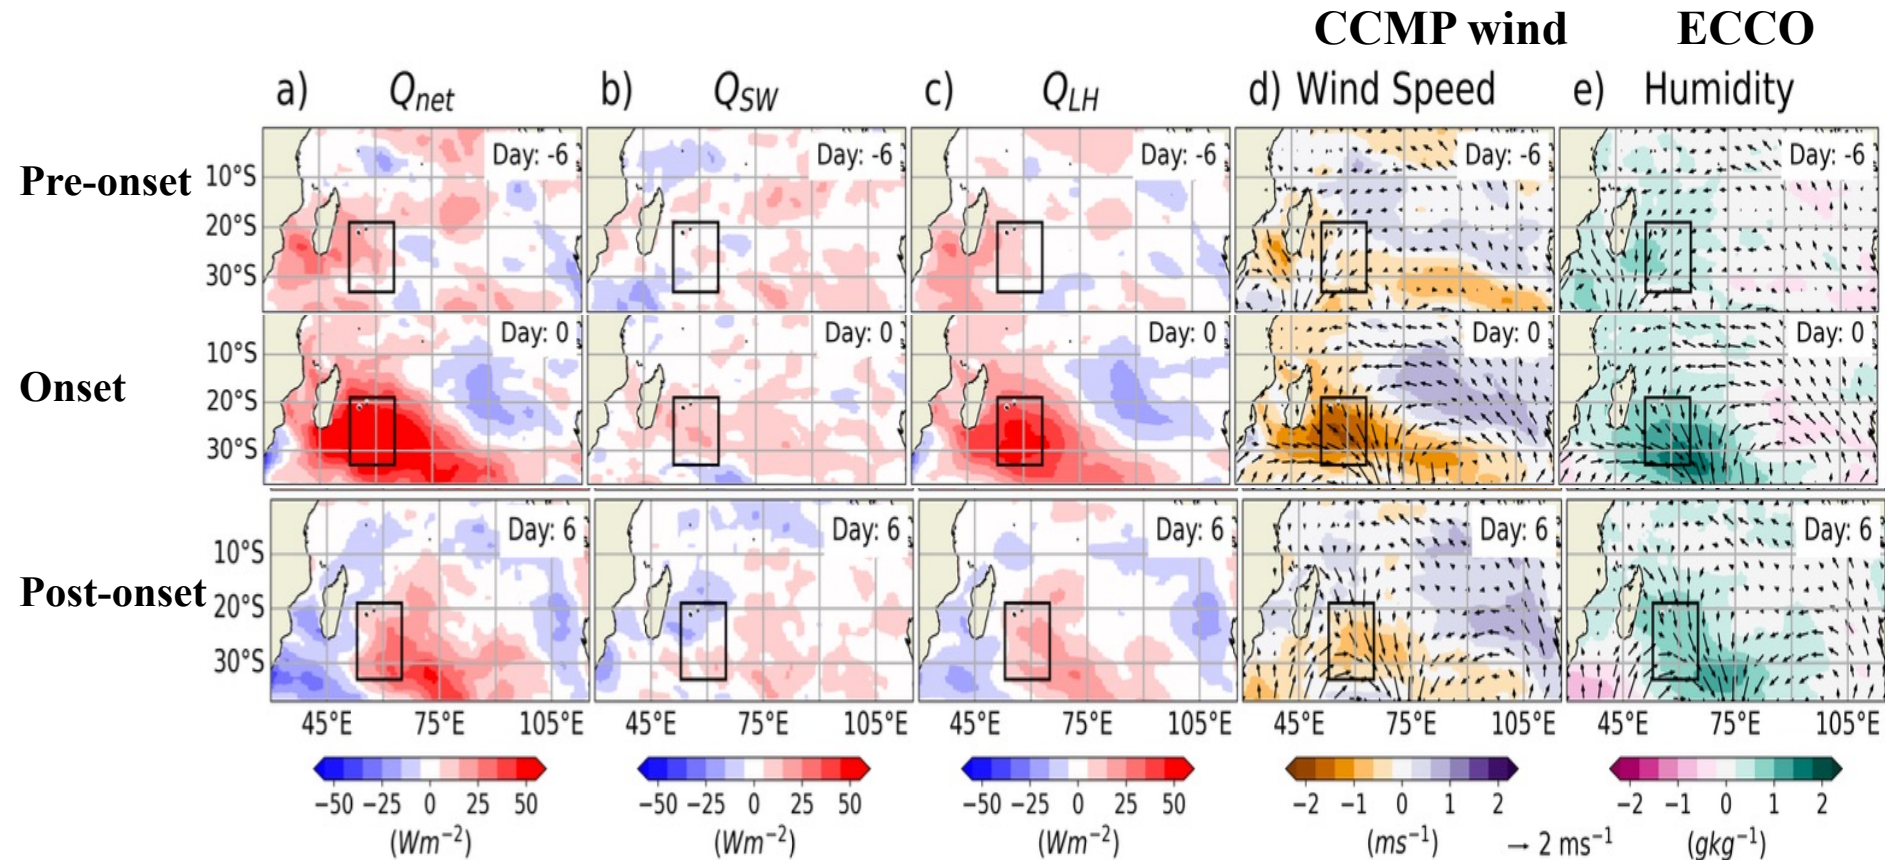 CCMP wind ECCO
a) Qnet b) QSW c) QLH d) Wind Speed e) Humidity
Pre-onset 10°S Day: -6 Day: -6 Day: -6 Day: -6 Day: -6
20°S
30°S
Onset 10°S Day: 0 Day: 0 Day: 0 Day: 0 Day: 0
20°S
30°S
Post-onset 10°S Day: 6 Day: 6 Day: 6 Day: 6 Day: 6
20°S
30°S
45°E 75°E 105°E 45°E 75°E 105°E 45°E 75°E 105°E 45°E 75°E 105°E 45°E 75°E 105°E
−50 −25 0 25 50 −50 −25 0 25 50 −50 −25 0 25 50 −2 −1 0 1 2 −2 −1 0 1 2
(Wm⁻²) (Wm⁻²) (Wm⁻²) (ms⁻¹) → 2 ms⁻¹ (gkg⁻¹)